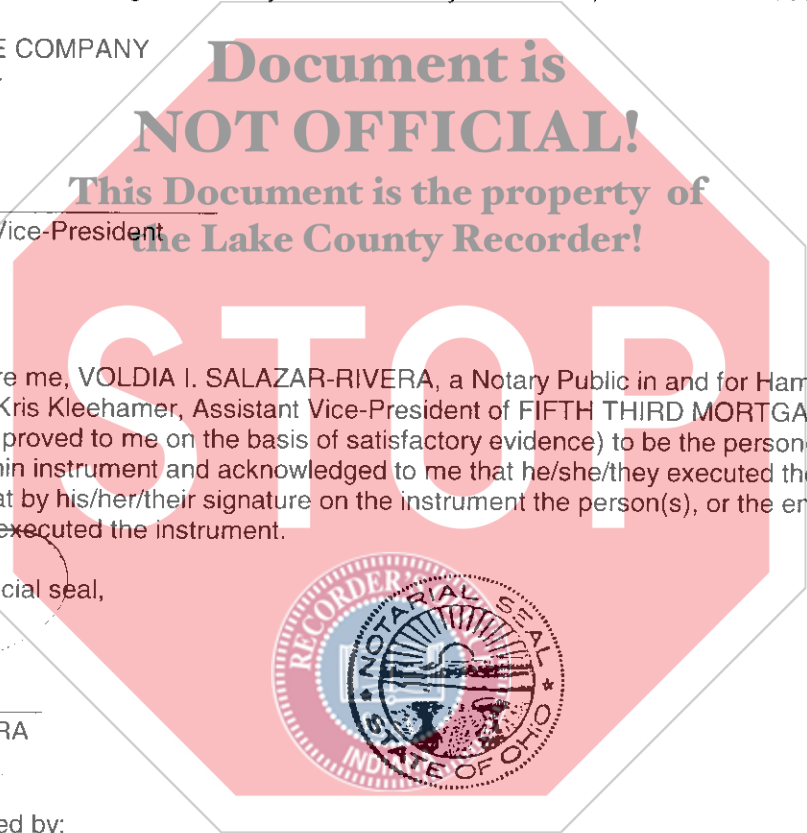 E COMPANY
Document is
NOT OFFICIAL!
This Document is the property of
the Lake County Recorder!
Vice-President
STOP
re me, VOLDIA I. SALAZAR-RIVERA, a Notary Public in and for Ham
Kris Kleehamer, Assistant Vice-President of FIFTH THIRD MORTGA
proved to me on the basis of satisfactory evidence) to be the person
in instrument and acknowledged to me that he/she/they executed the
at by his/her/their signature on the instrument the person(s), or the en
executed the instrument.
cial seal,
RECORDER'S
NOTARIAL SEAL
STATE OF OHIO
RA
ed by: